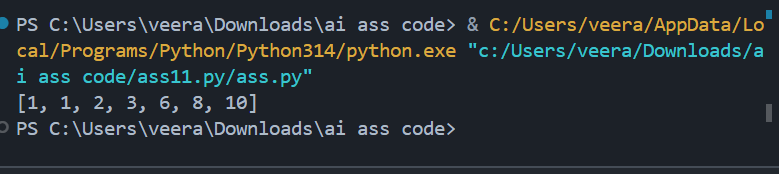 PS C:\Users\veera\Downloads\ai ass code> & C:/Users/veera/AppData/Lo
cal/Programs/Python/Python314/python.exe "c:/Users/veera/Downloads/a
i ass code/ass11.py/ass.py"
[1, 1, 2, 3, 6, 8, 10]
PS C:\Users\veera\Downloads\ai ass code>